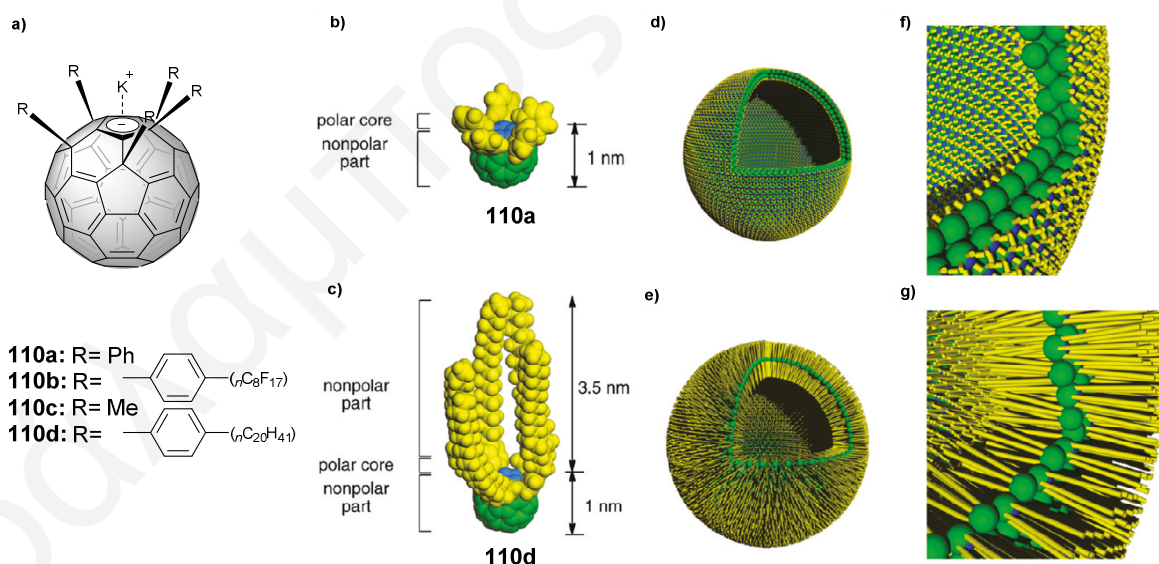 a)
R
R
K+
R
R
R
−
110a: R= Ph
110b: R= (nC8F17)
110c: R= Me
110d: R= (nC20H41)
b)
polar core
nonpolar
part
1 nm
110a
c)
nonpolar
part
3.5 nm
polar core
nonpolar
part
1 nm
110d
d)
e)
f)
g)